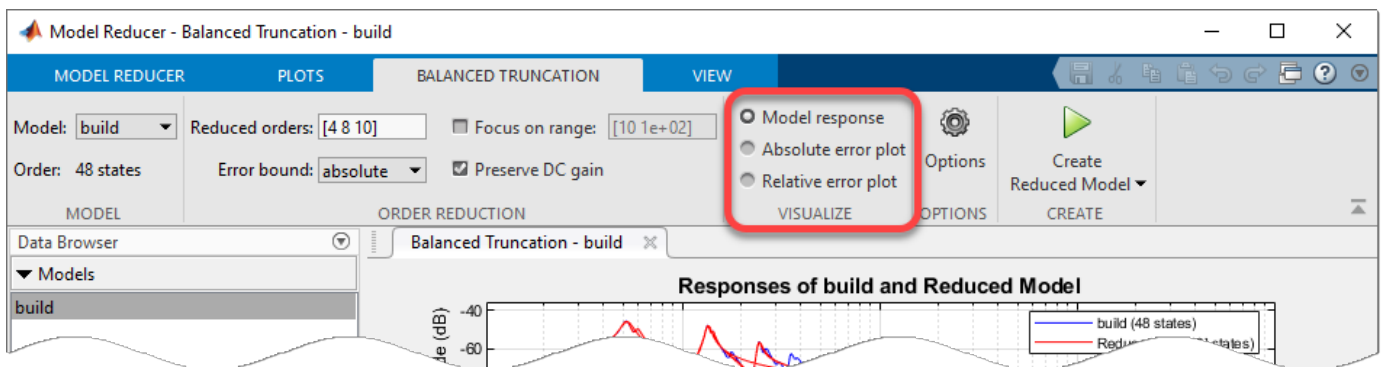 Model Reducer - Balanced Truncation - build
MODEL REDUCER PLOTS BALANCED TRUNCATION VIEW
Model: build Reduced orders: [4 8 10] Focus on range: [10 1e+02] Model response
Absolute error plot
Order: 48 states Error bound: absolute Preserve DC gain Options Create
Relative error plot Reduced Model
MODEL ORDER REDUCTION VISUALIZE OPTIONS CREATE
Data Browser Balanced Truncation - build
Models
Responses of build and Reduced Model
build
-40
build (48 states)
(dB)
-60
states)